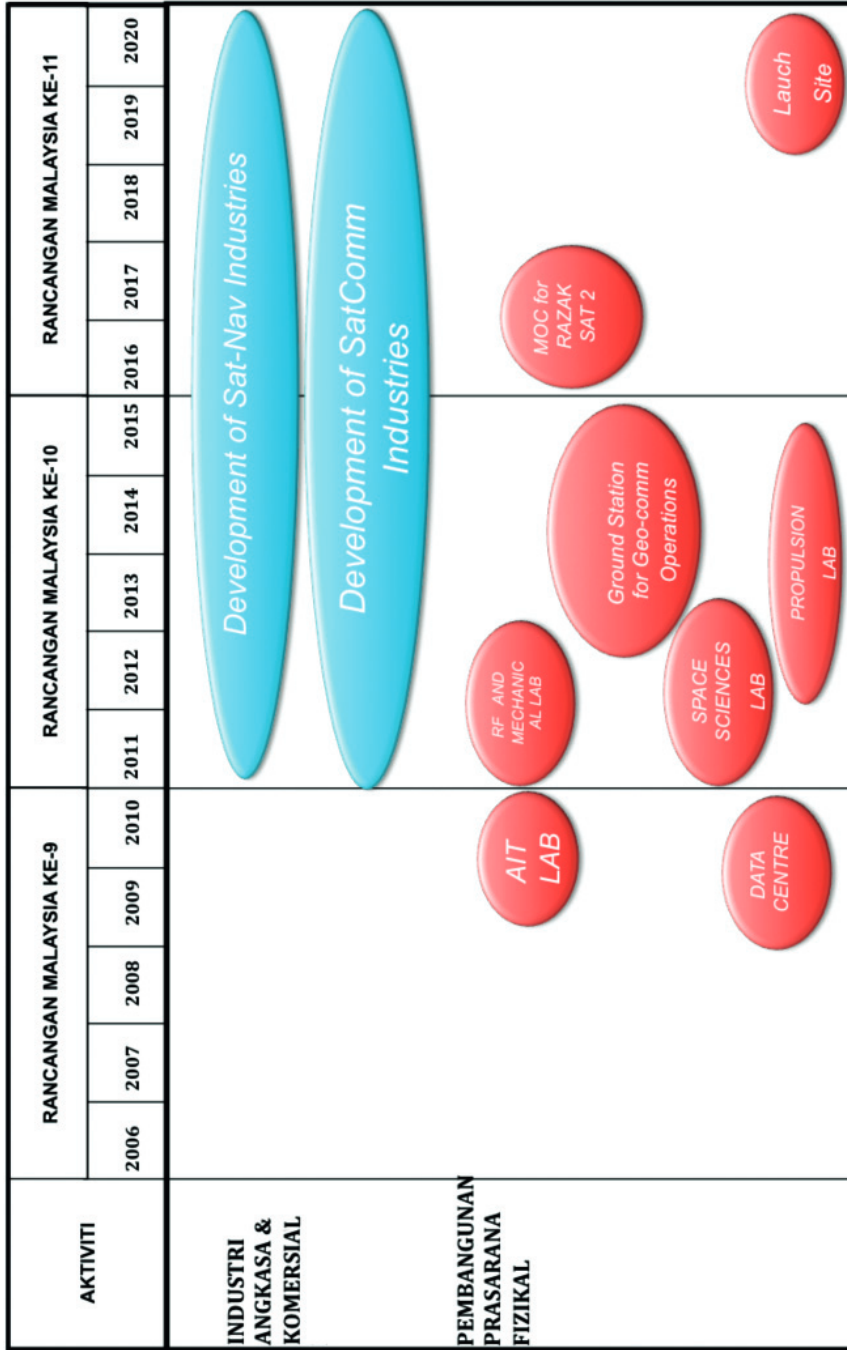 AKTIVITI
RANCANGAN MALAYSIA KE-9
RANCANGAN MALAYSIA KE-10
RANCANGAN MALAYSIA KE-11
2006
2007
2008
2009
2010
2011
2012
2013
2014
2015
2016
2017
2018
2019
2020
INDUSTRI
ANGKASA &
KOMERSIAL
Development of Sat-Nav Industries
Development of SatComm
Industries
PEMBANGUNAN
PRASARANA
FIZIKAL
AIT
LAB
RF AND
MECHANIC
AL LAB
MOC for
RAZAK
SAT 2
Ground Station
for Geo-comm
Operations
SPACE
SCIENCES
LAB
DATA
CENTRE
PROPULSION
LAB
Lauch
Site